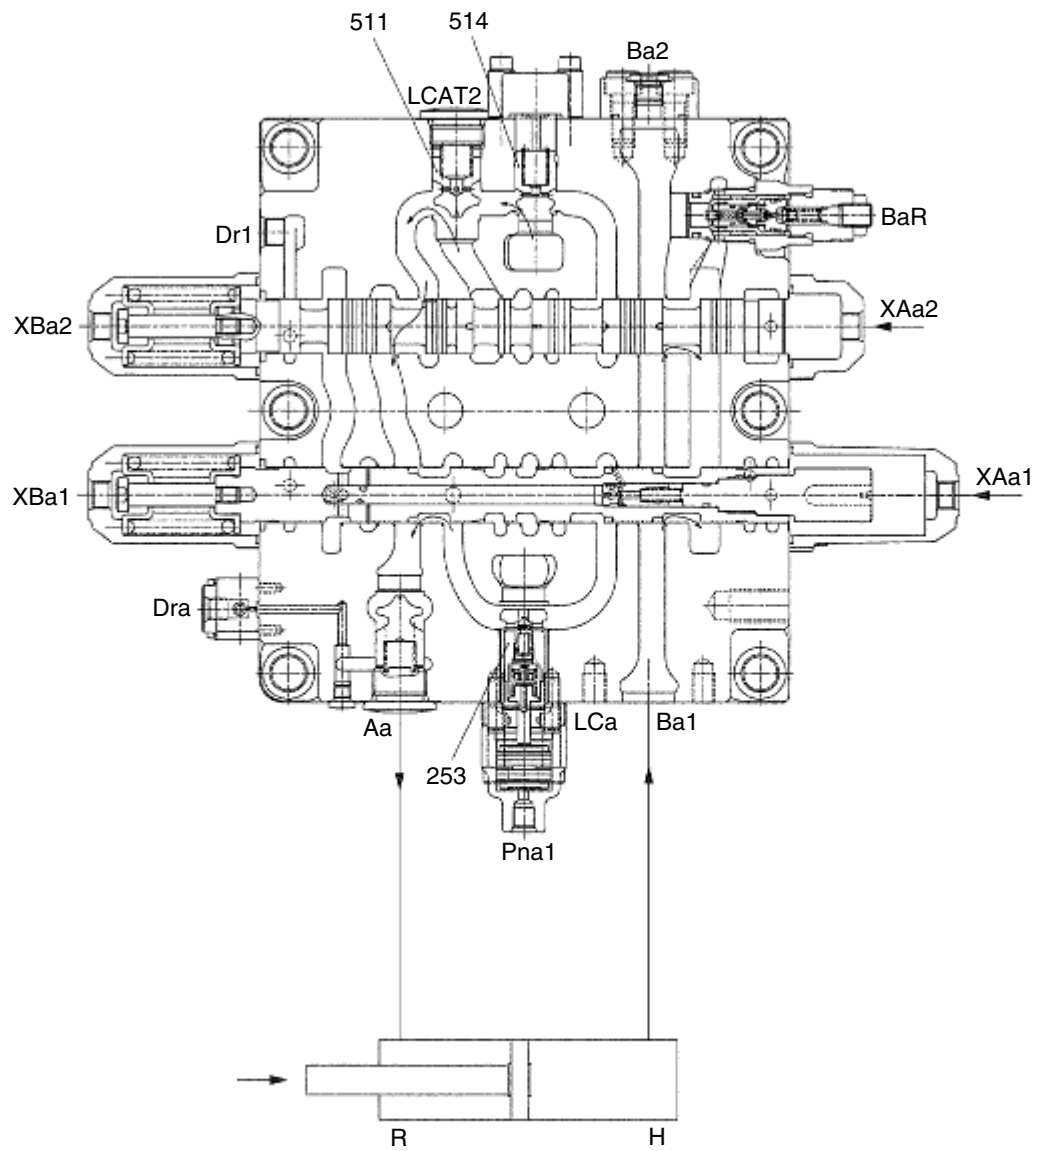 511
514
Ba2
LCAT2
BaR
Dr1
XBa2
XAa2
XBa1
XAa1
Dra
Aa
LCa
Ba1
253
Pna1
R
H